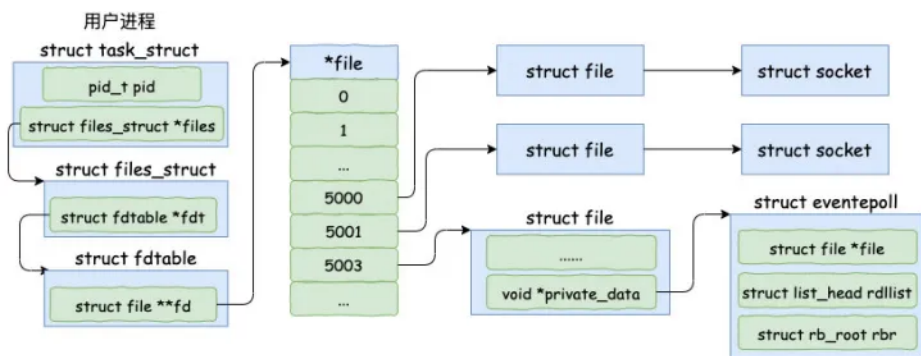 用户进程
struct task_struct
pid_t pid
struct files_struct *files
struct files_struct
struct fdtable *fdt
struct fdtable
struct file **fd
*file
0
1
...
5000
5001
5003
...
struct file
struct socket
struct file
struct socket
struct file
......
void *private_data
struct eventepoll
struct file *file
struct list_head rdllist
struct rb_root rbr